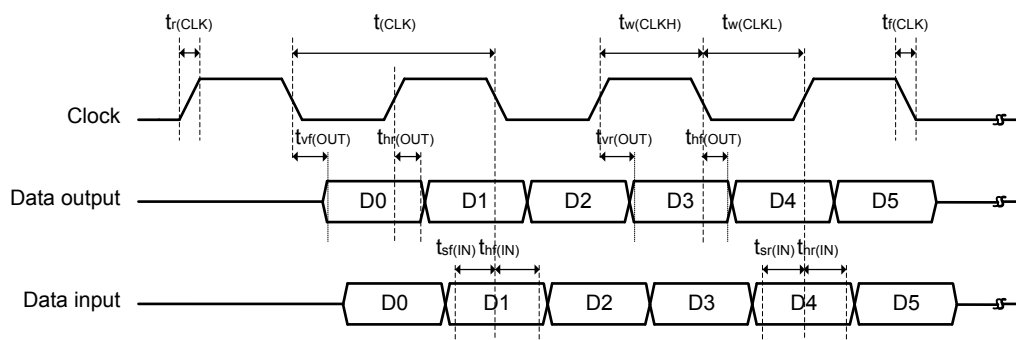 tr(CLK) t(CLK) tw(CLKH) tw(CLKL) tf(CLK)
Clock
tvf(OUT) thr(OUT) tvr(OUT) thf(OUT)
Data output D0 D1 D2 D3 D4 D5
tsf(IN) thf(IN) tsr(IN) thr(IN)
Data input D0 D1 D2 D3 D4 D5